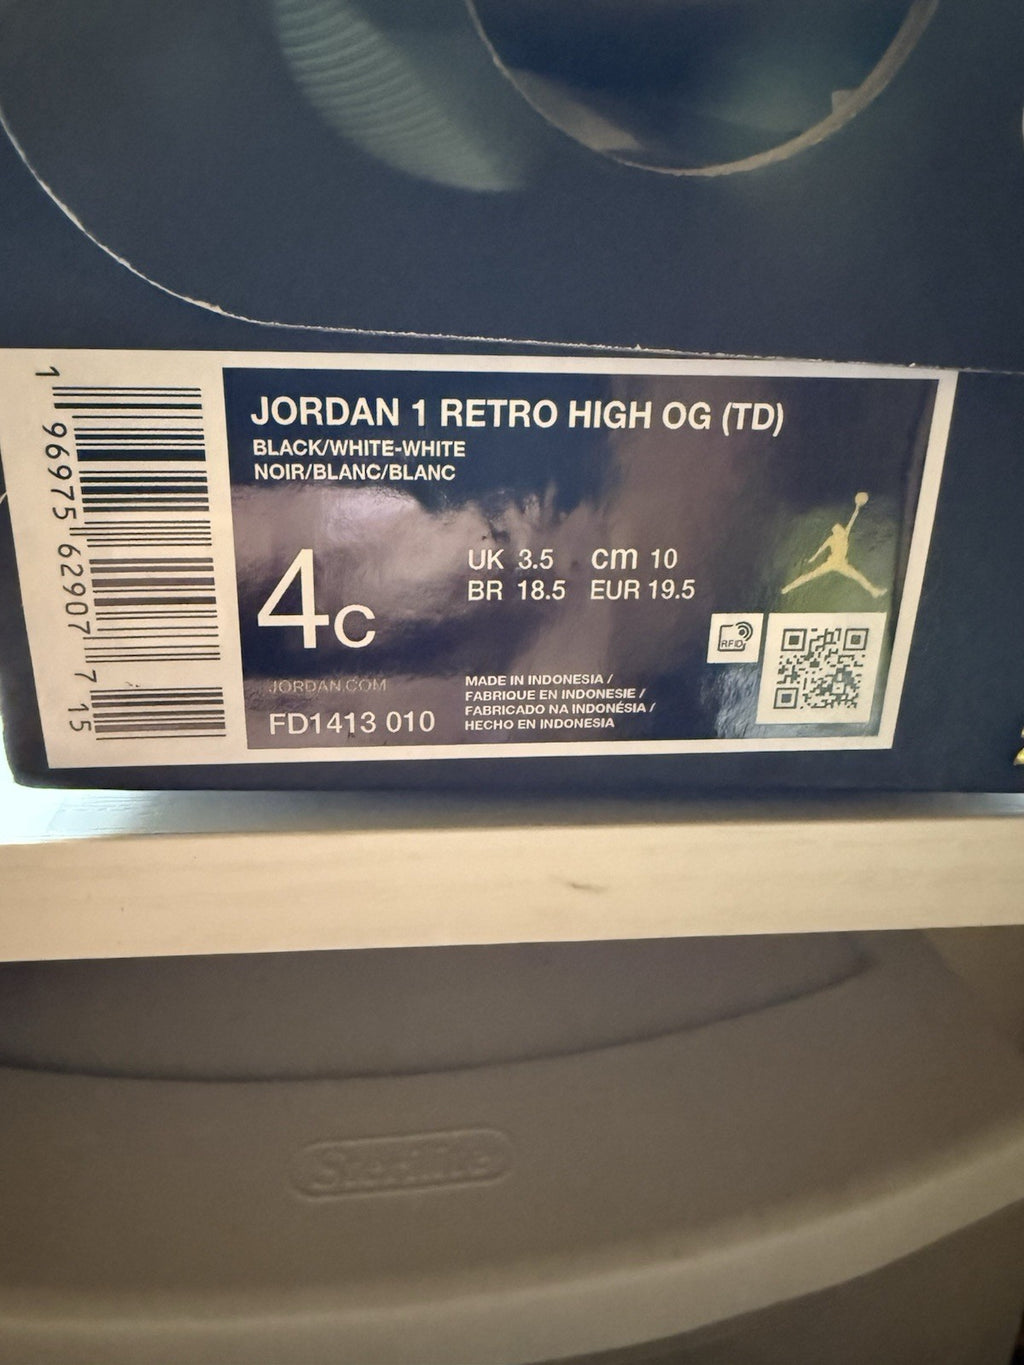 JORDAN 1 RETRO HIGH OG (TD)
BLACK/WHITE-WHITE
NOIR/BLANC/BLANC
4C
UK 3.5 cm 10
BR 18.5 EUR 19.5
RFID
JORDAN.COM
FD1413 010
MADE IN INDONESIA /
FABRIQUE EN INDONESIE /
FABRICADO NA INDONÉSIA /
HECHO EN INDONESIA
1 96975 62907 7 15
Sterilite